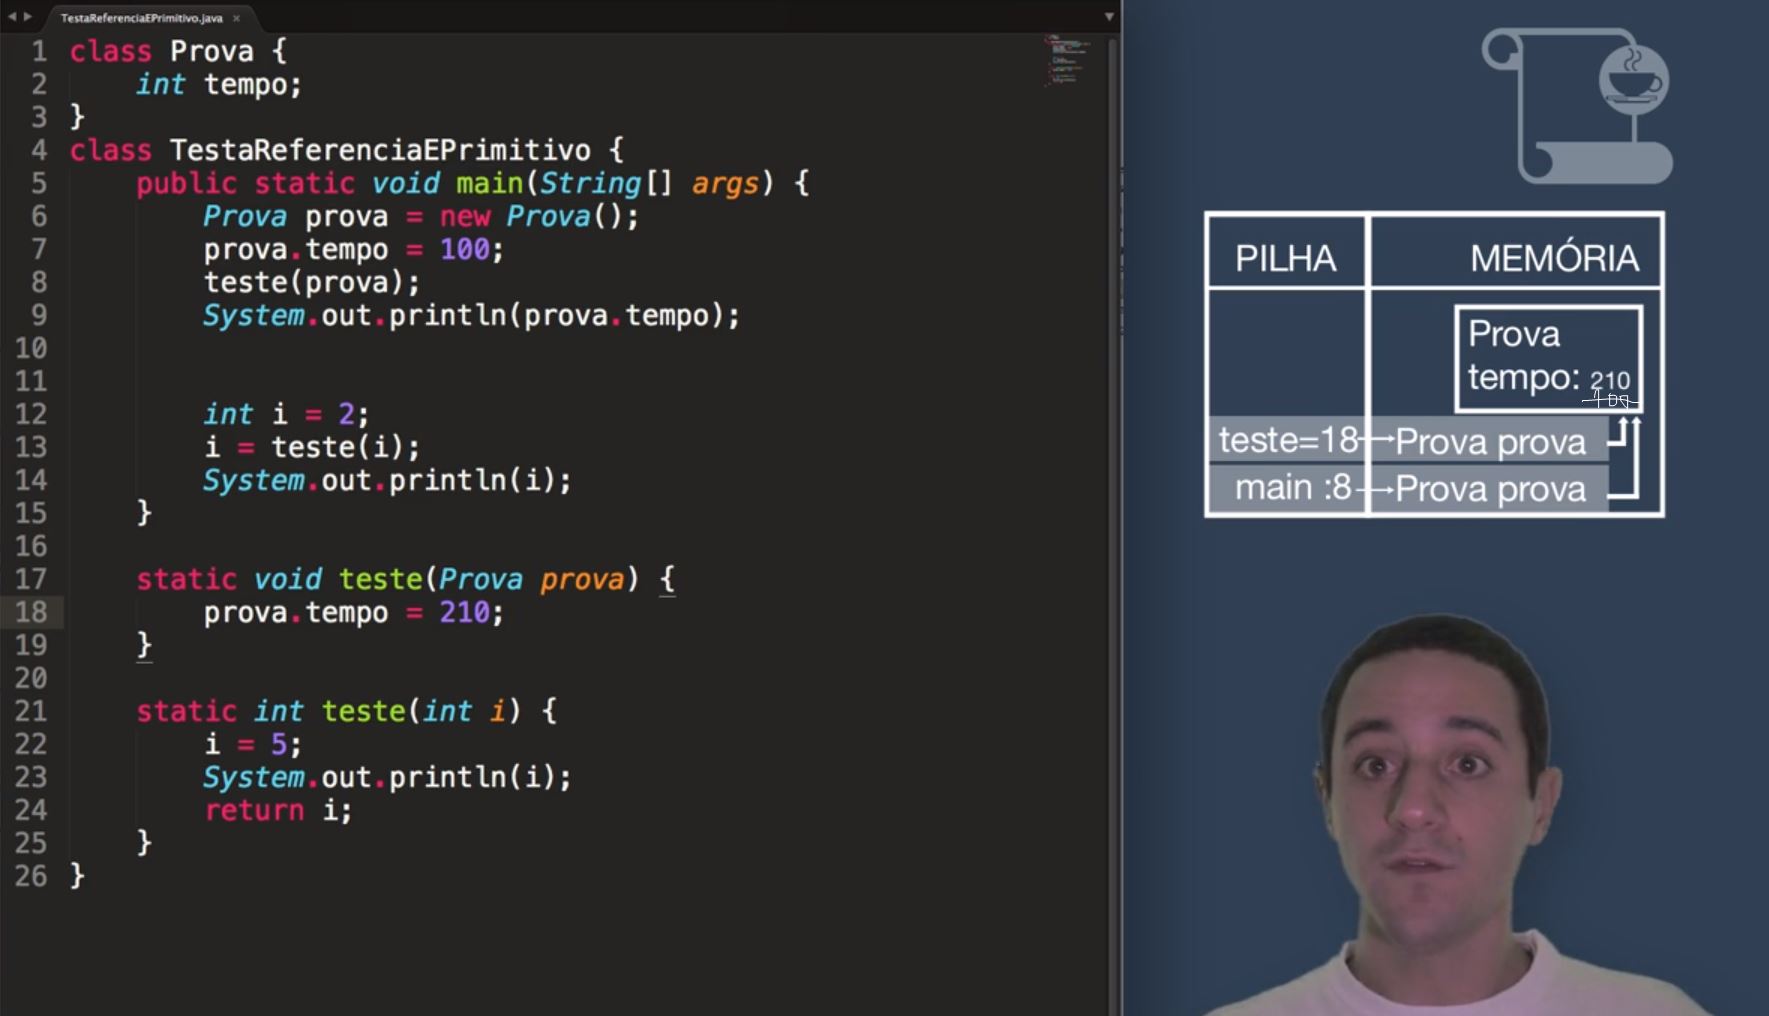 TestaReferenciaEPrimitivo.java ×
1 class Prova {
2 int tempo;
3 }
4 class TestaReferenciaEPrimitivo {
5 public static void main(String[] args) {
6 Prova prova = new Prova();
7 prova.tempo = 100;
8 teste(prova);
9 System.out.println(prova.tempo);
10
11
12 int i = 2;
13 i = teste(i);
14 System.out.println(i);
15 }
16
17 static void teste(Prova prova) {
18 prova.tempo = 210;
19 }
20
21 static int teste(int i) {
22 i = 5;
23 System.out.println(i);
24 return i;
25 }
26 }
PILHA MEMÓRIA
Prova
tempo: 210
100
teste=18 Prova prova
main :8 Prova prova